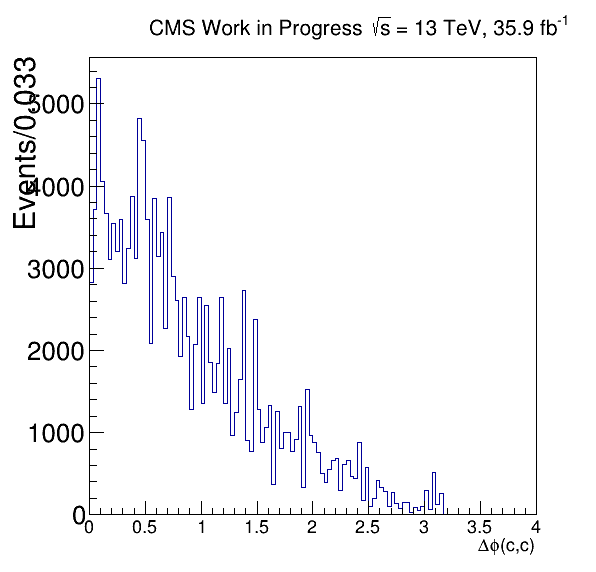 CMS Work in Progress √s = 13 TeV, 35.9 fb⁻¹
Events/0.033
5000
4000
3000
2000
1000
0
0 0.5 1 1.5 2 2.5 3 3.5 4
Δϕ(c,c)